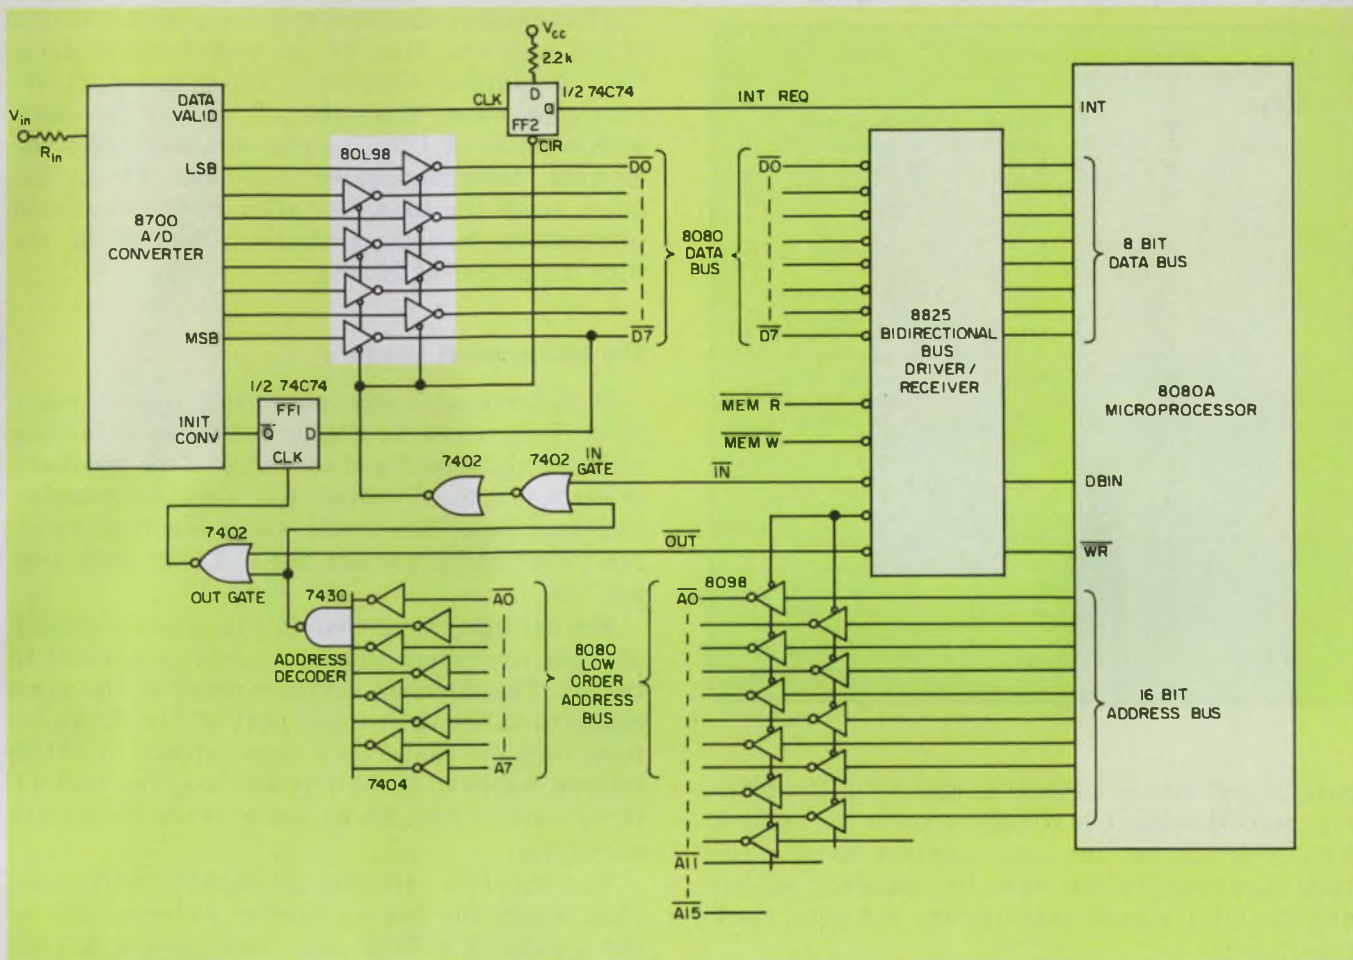 Vcc
2.2k
D
1/2 74C74
CLK
Q
FF2
CIR
INT REQ
INT
DATA
VALID
Vin
Rin
LSB
8700
A/D
CONVERTER
MSB
INIT
CONV
80L98
D0
D7
8080
DATA
BUS
D0
D7
8825
BIDIRECTIONAL
BUS
DRIVER/
RECEIVER
8 BIT
DATA BUS
8080A
MICROPROCESSOR
1/2 74C74
FF1
Q D
CLK
MEM R
MEM W
7402
7402
IN
GATE
IN
DBIN
7402
OUT
WR
OUT GATE
7430
ADDRESS
DECODER
7404
A0
A7
8080
LOW
ORDER
ADDRESS
BUS
8098
A0
A11
A15
16 BIT
ADDRESS BUS